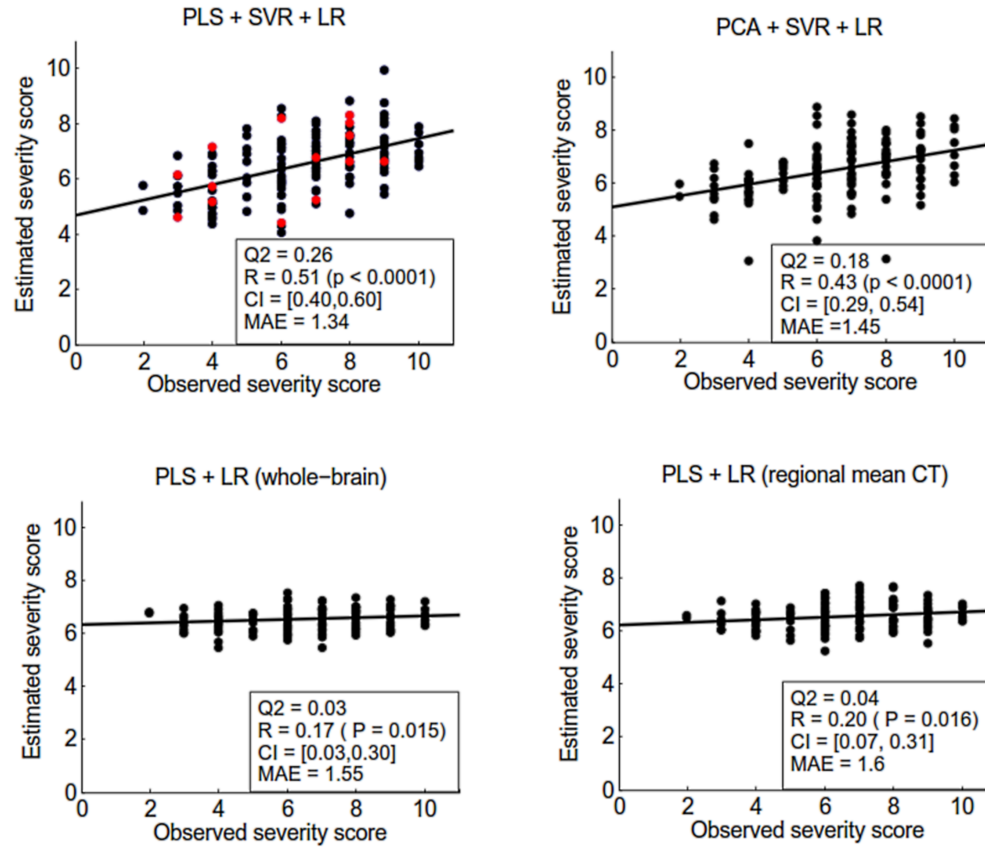 PLS + SVR + LR
Estimated severity score
10
8
6
4
2
0
Q2 = 0.26
R = 0.51 (p < 0.0001)
CI = [0.40,0.60]
MAE = 1.34
0 2 4 6 8 10
Observed severity score
PCA + SVR + LR
Estimated severity score
10
8
6
4
2
0
Q2 = 0.18
R = 0.43 (p < 0.0001)
CI = [0.29, 0.54]
MAE =1.45
0 2 4 6 8 10
Observed severity score
PLS + LR (whole−brain)
Estimated severity score
10
8
6
4
2
0
Q2 = 0.03
R = 0.17 ( P = 0.015)
CI = [0.03,0.30]
MAE = 1.55
0 2 4 6 8 10
Observed severity score
PLS + LR (regional mean CT)
Estimated severity score
10
8
6
4
2
0
Q2 = 0.04
R = 0.20 ( P = 0.016)
CI = [0.07, 0.31]
MAE = 1.6
0 2 4 6 8 10
Observed severity score